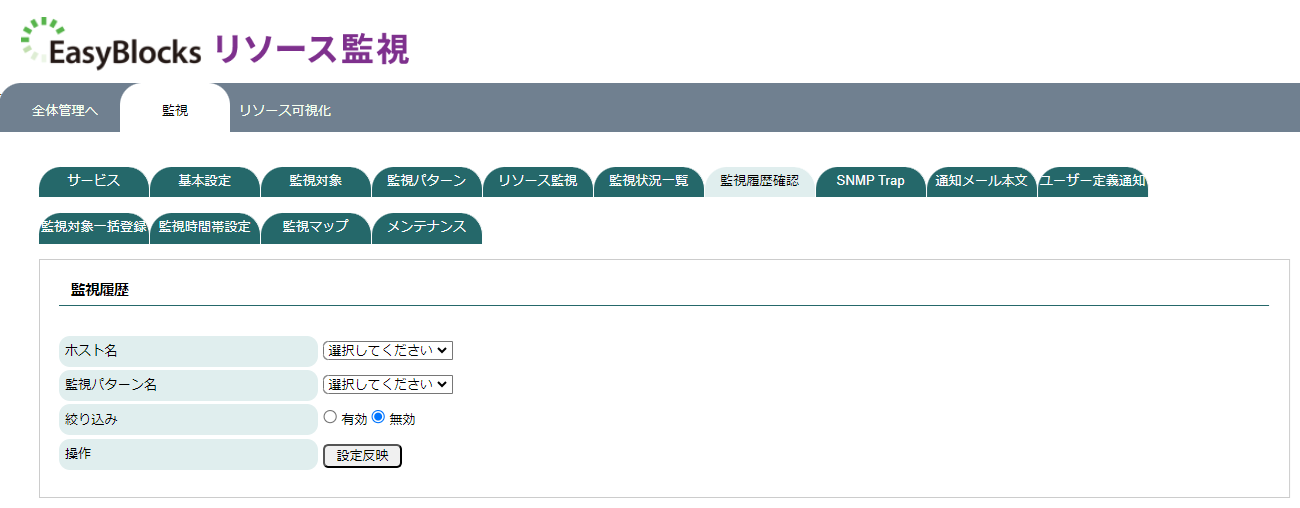 EasyBlocks リソース監視
全体管理へ 監視 リソース可視化
サービス 基本設定 監視対象 監視パターン リソース監視 監視状況一覧 監視履歴確認 SNMP Trap 通知メール本文 ユーザー定義通知
監視対象一括登録 監視時間帯設定 監視マップ メンテナンス
監視履歴
ホスト名 選択してください
監視パターン名 選択してください
絞り込み 有効 無効
操作 設定反映